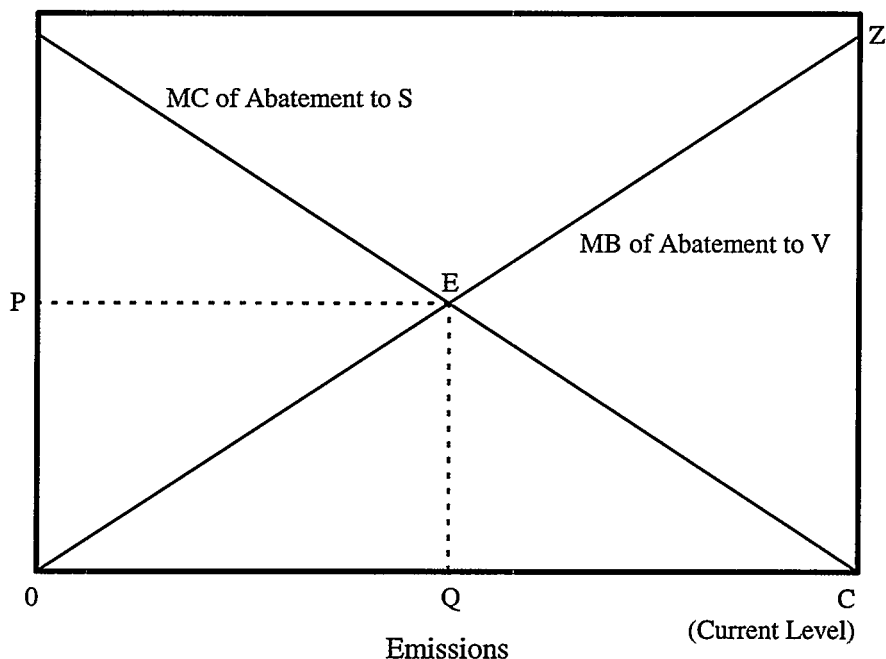 Z
MC of Abatement to S
MB of Abatement to V
E
P
0
Q
C
(Current Level)
Emissions